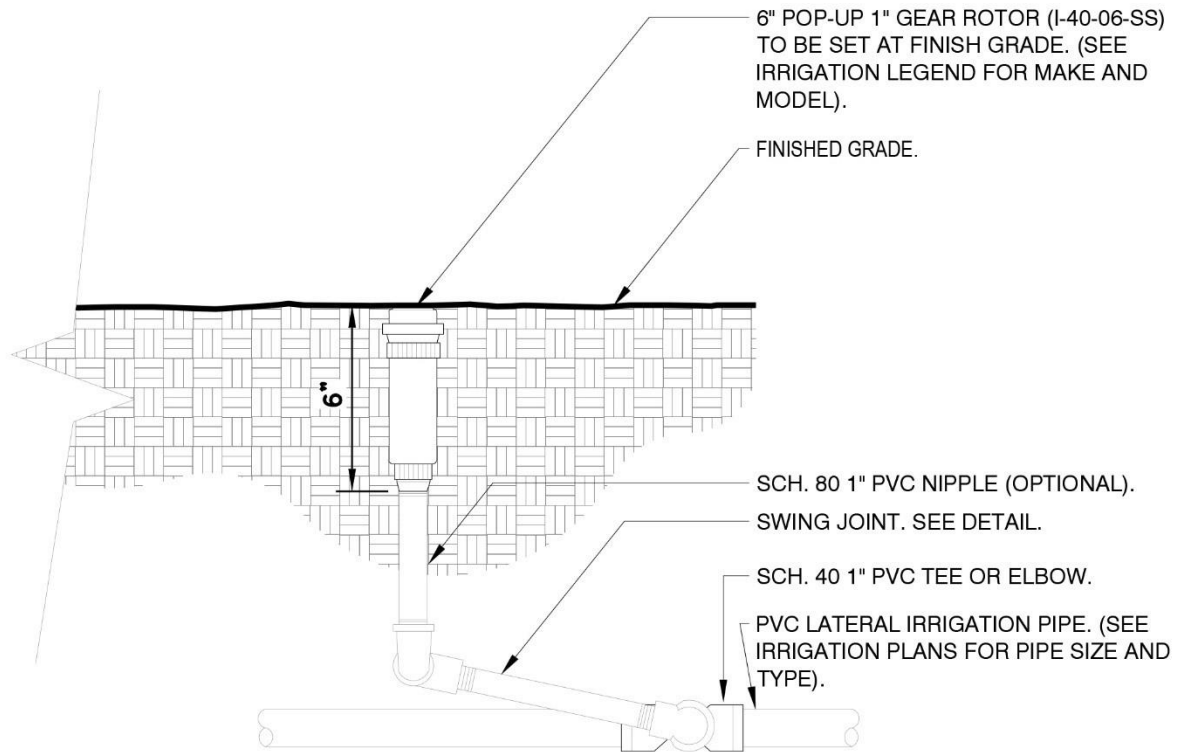 6" POP-UP 1" GEAR ROTOR (I-40-06-SS)
TO BE SET AT FINISH GRADE. (SEE
IRRIGATION LEGEND FOR MAKE AND
MODEL).
FINISHED GRADE.
6"
SCH. 80 1" PVC NIPPLE (OPTIONAL).
SWING JOINT. SEE DETAIL.
SCH. 40 1" PVC TEE OR ELBOW.
PVC LATERAL IRRIGATION PIPE. (SEE
IRRIGATION PLANS FOR PIPE SIZE AND
TYPE).